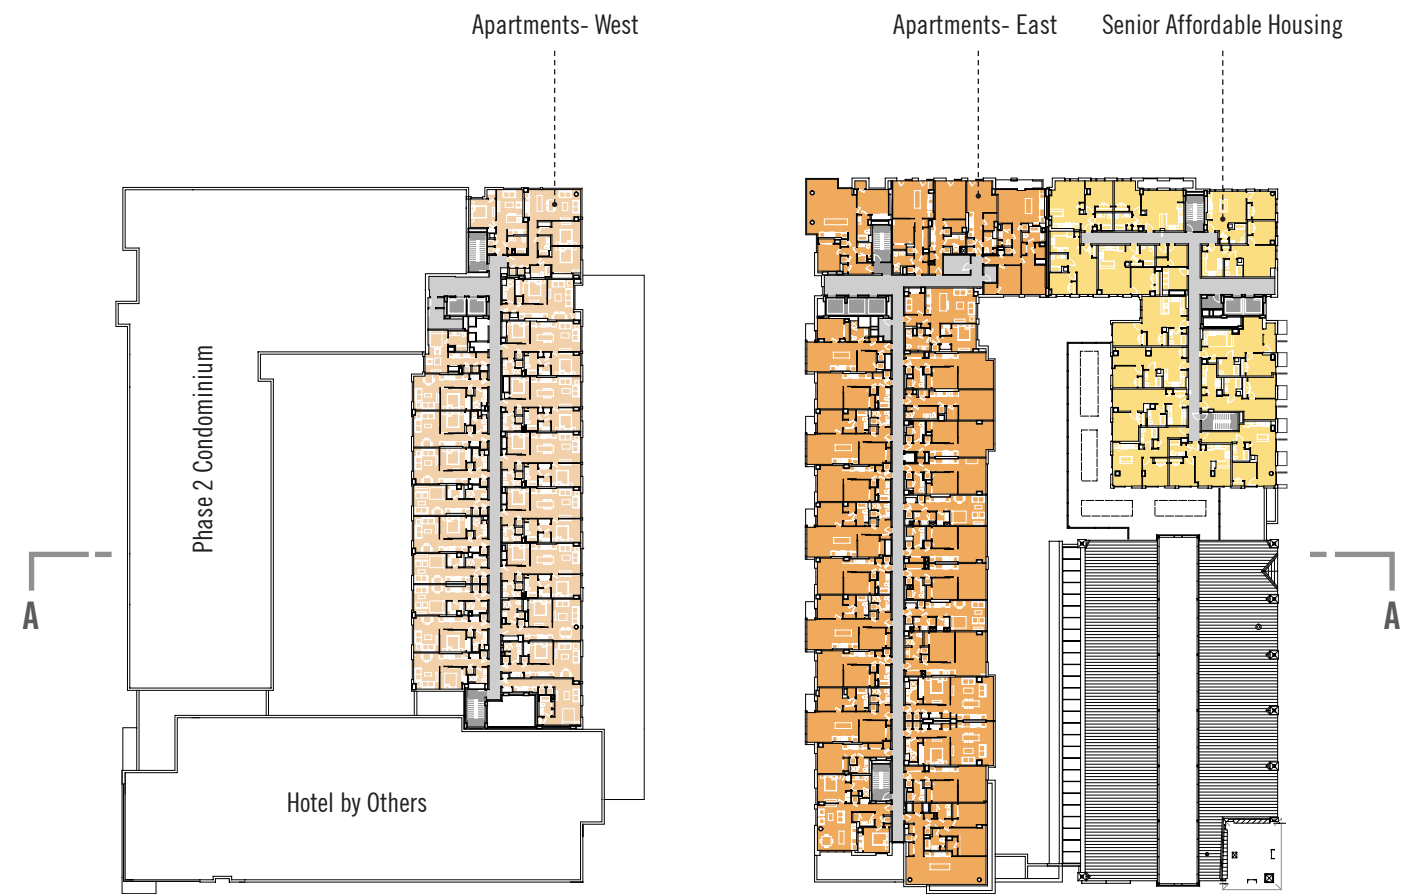 Apartments- West
Apartments- East
Senior Affordable Housing
Phase 2 Condominium
A
A
Hotel by Others